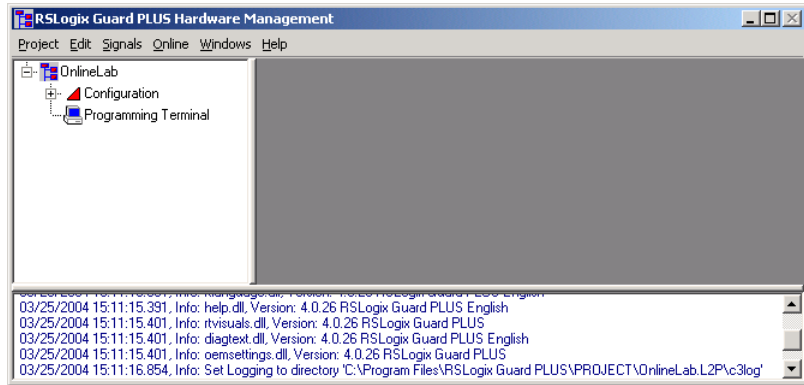 RSLogix Guard PLUS Hardware Management
Project Edit Signals Online Windows Help
OnlineLab
Configuration
Programming Terminal
03/25/2004 15:11:15.391, Info: help.dll, Version: 4.0.26 RSLogix Guard PLUS English
03/25/2004 15:11:15.401, Info: rtvisuals.dll, Version: 4.0.26 RSLogix Guard PLUS
03/25/2004 15:11:15.401, Info: diagtext.dll, Version: 4.0.26 RSLogix Guard PLUS English
03/25/2004 15:11:15.401, Info: oemsettings.dll, Version: 4.0.26 RSLogix Guard PLUS
03/25/2004 15:11:16.854, Info: Set Logging to directory 'C:\Program Files\RSLogix Guard PLUS\PROJECT\OnlineLab.L2P\c3log'